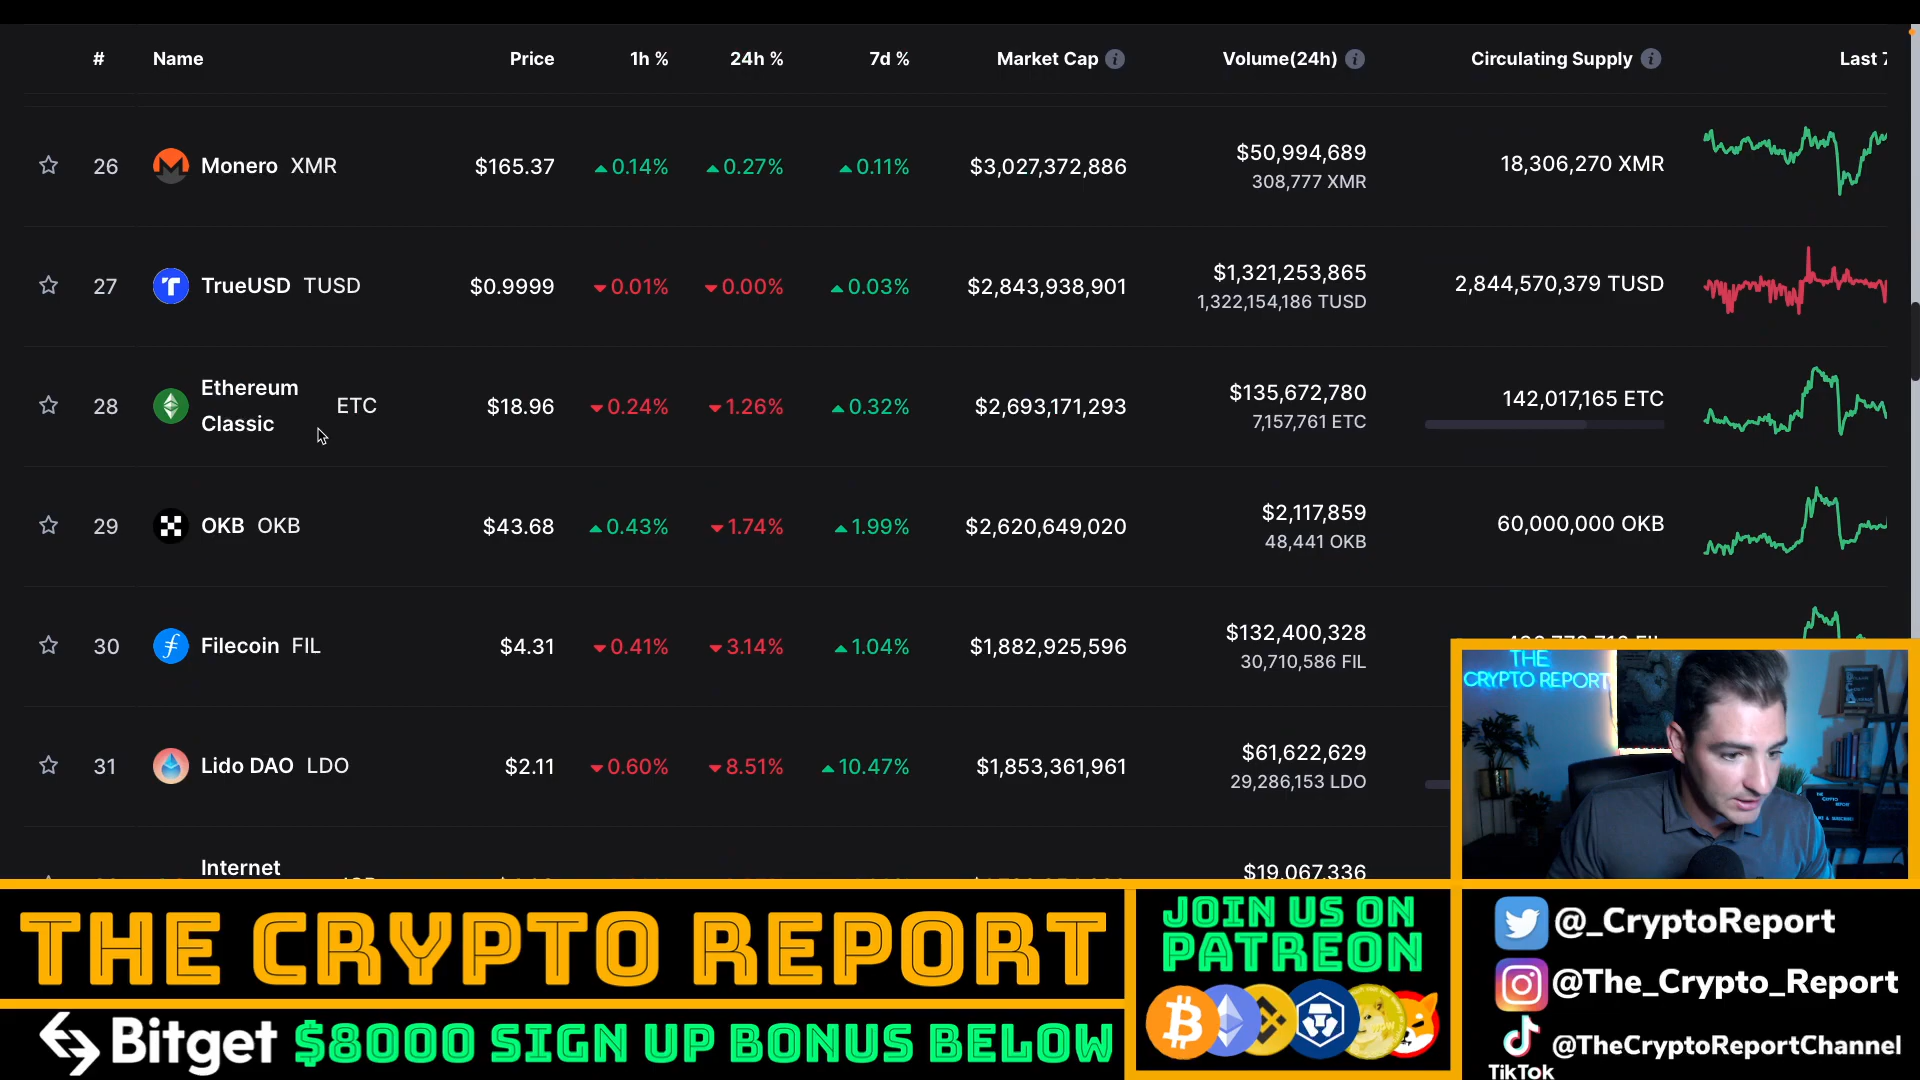 # Name Price 1h % 24h % 7d % Market Cap Volume(24h) Circulating Supply Last
26 Monero XMR $165.37 0.14% 0.27% 0.11% $3,027,372,886 $50,994,689 18,306,270 XMR
308,777 XMR
27 TrueUSD TUSD $0.9999 0.01% 0.00% 0.03% $2,843,938,901 $1,321,253,865 2,844,570,379 TUSD
1,322,154,186 TUSD
28 Ethereum Classic ETC $18.96 0.24% 1.26% 0.32% $2,693,171,293 $135,672,780 142,017,165 ETC
7,157,761 ETC
29 OKB OKB $43.68 0.43% 1.74% 1.99% $2,620,649,020 $2,117,859 60,000,000 OKB
48,441 OKB
30 Filecoin FIL $4.31 0.41% 3.14% 1.04% $1,882,925,596 $132,400,328
30,710,586 FIL
31 Lido DAO LDO $2.11 0.60% 8.51% 10.47% $1,853,361,961 $61,622,629
29,286,153 LDO
Internet $19,067,336
THE
CRYPTO REPORT
THE CRYPTO REPORT
Bitget $8000 SIGN UP BONUS BELOW
JOIN US ON
PATREON
@_CryptoReport
@The_Crypto_Report
@TheCryptoReportChannel
TikTok